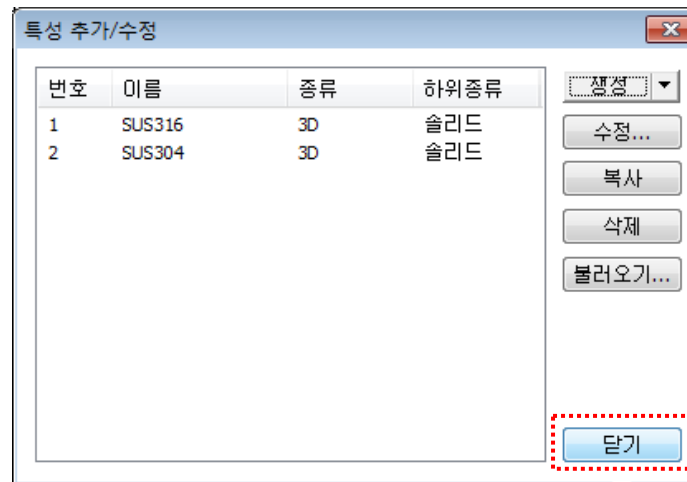 특성 추가/수정
번호 이름 종류 하위종류
1 SUS316 3D 솔리드
2 SUS304 3D 솔리드
생성
수정...
복사
삭제
불러오기...
닫기